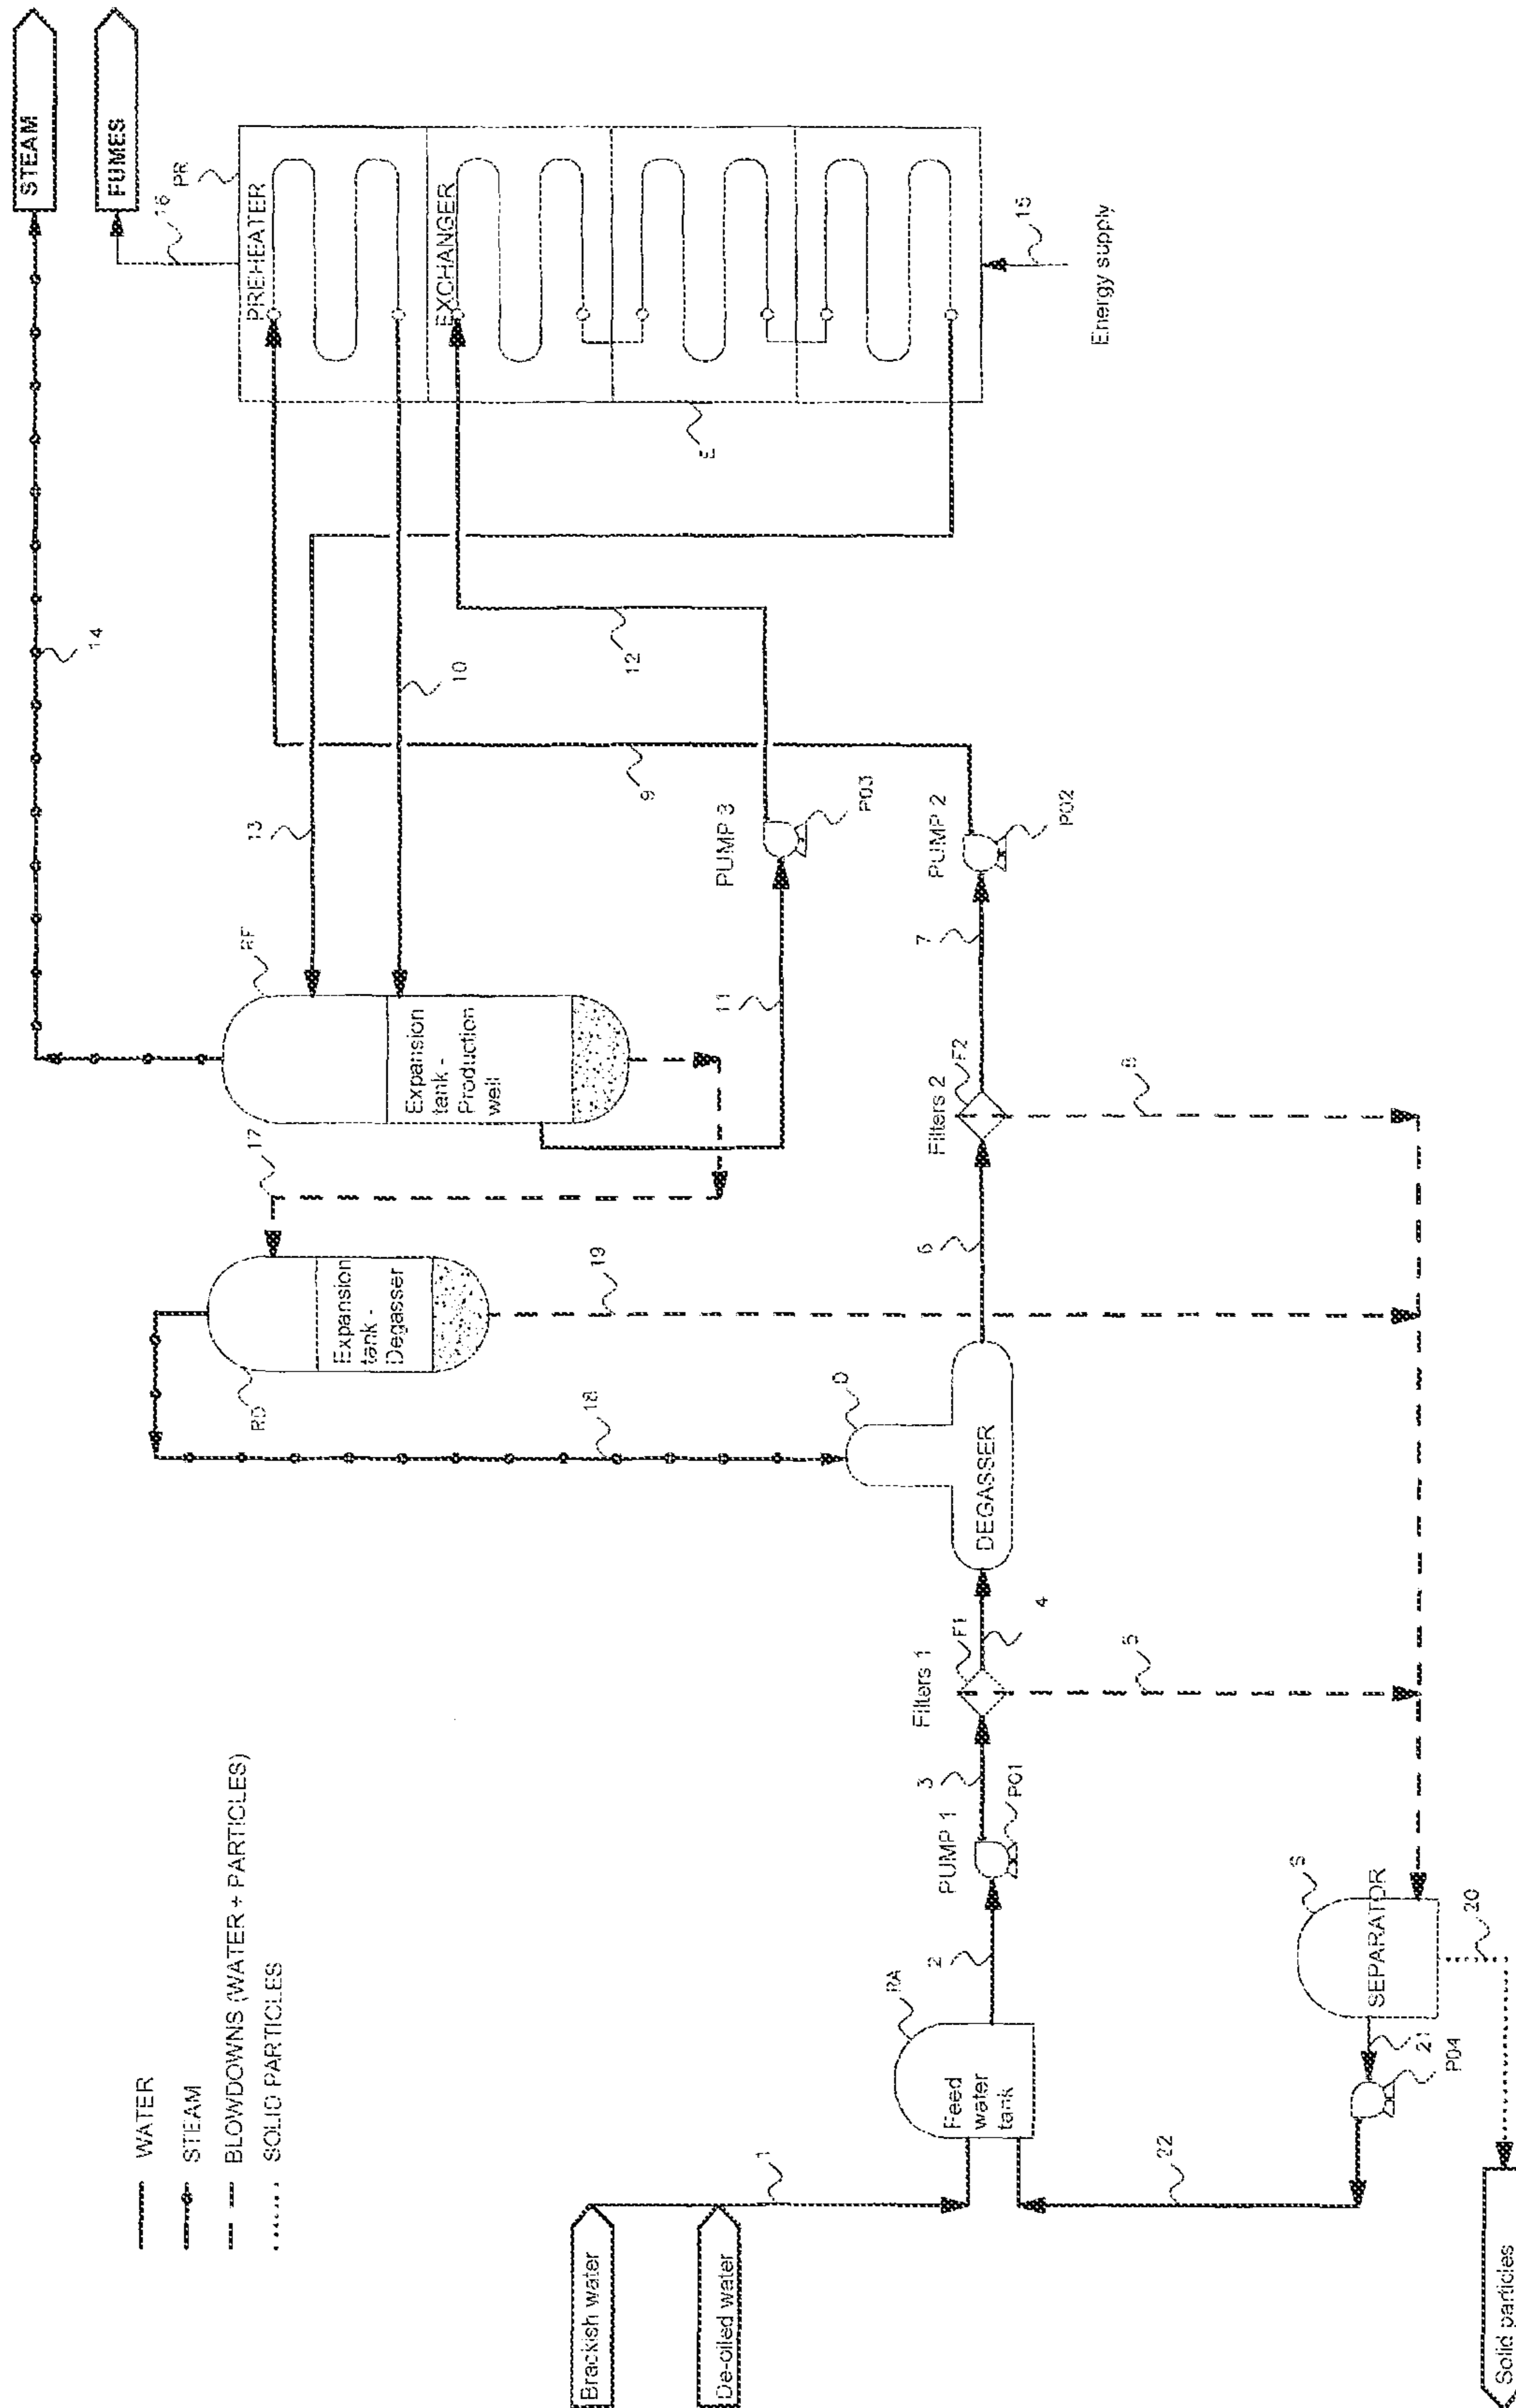 STEAM
FUMES
16
PR
PREHEATER
EXCHANGER
E
15
Energy supply
14
13
10
12
9
PUMP 3
P03
PUMP 2
P02
RF
Expansion
tank -
Production
well
11
7
17
Filters 2
F2
8
Expansion
tank -
Degasser
RD
19
6
18
D
DEGASSER
4
Filters 1
F1
5
3
PUMP 1
P01
2
RA
Feed
water
tank
S
SEPARATOR
20
21
P04
22
1
Brackish water
De-oiled water
Solid particles
WATER
STEAM
BLOWDOWNS (WATER + PARTICLES)
SOLID PARTICLES